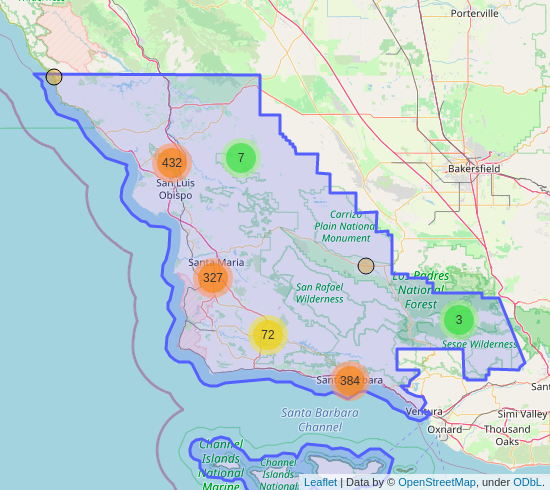 Wilderness
Porterville
432
7
San Luis
Obispo
Bakersfield
Carrizo
Plain National
Monument
Santa Maria
327
San Rafael
Wilderness
Los Padres
National
Forest
3
72
Sespe Wilderness
384
Santa Barbara
Ventura
Santa Barbara
Channel
Oxnard
Simi Valley
Thousand
Oaks
Channel
Islands
National
Marine
Channel
Islands
National
Leaflet | Data by © OpenStreetMap, under ODbL.